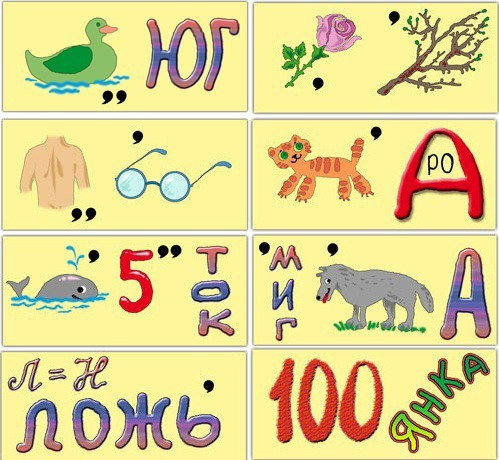 ,, ЮГ
, ,
,, ,
, А
ро
, 5 ,, ТОК
, МИГ , А
Л = Н
ЛОЖЬ ,
100 ЯНКА